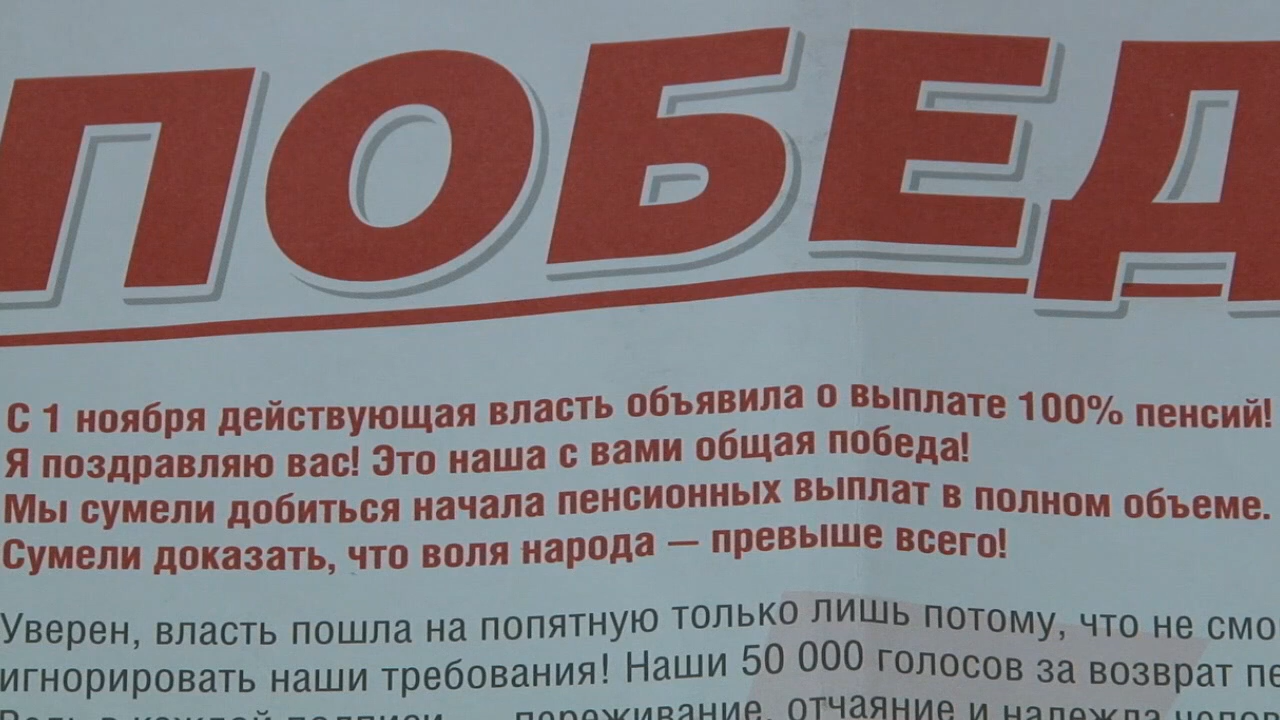 ПОБЕД
С 1 ноября действующая власть объявила о выплате 100% пенсий!
Я поздравляю вас! Это наша с вами общая победа!
Мы сумели добиться начала пенсионных выплат в полном объеме.
Сумели доказать, что воля народа — превыше всего!
Уверен, власть пошла на попятную только лишь потому, что не смо
игнорировать наши требования! Наши 50 000 голосов за возврат пе
переживание, отчаяние и надежда